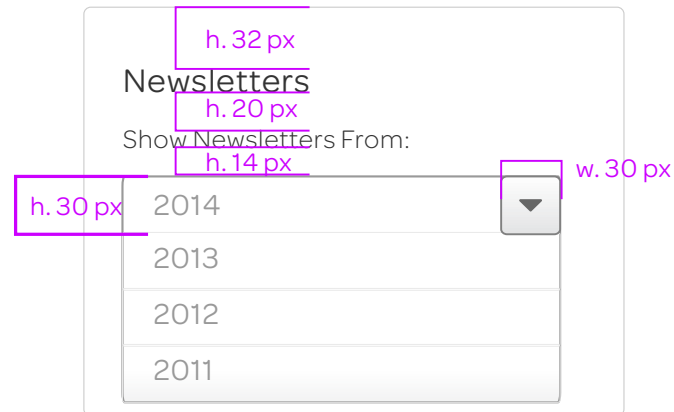 h. 32 px
Newsletters
h. 20 px
Show Newsletters From:
h. 14 px
w. 30 px
h. 30 px
2014
2013
2012
2011